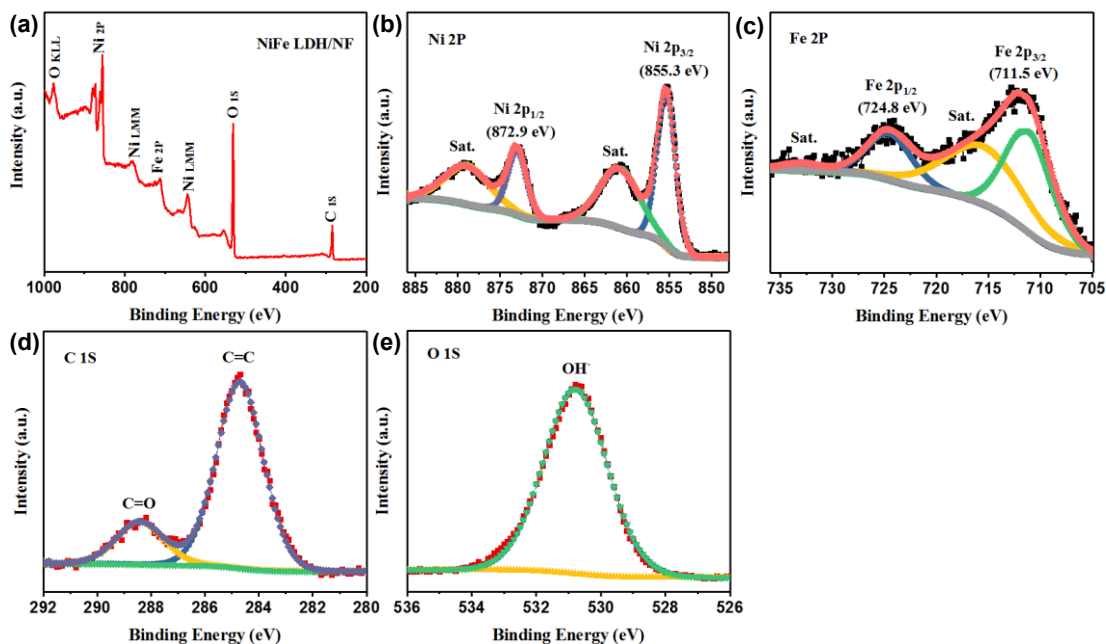 (a)
NiFe LDH/NF
O KLL
Ni 2P
Ni LMM
Fe 2P
Ni LMM
O 1S
C 1S
Intensity (a.u.)
1000 800 600 400 200
Binding Energy (eV)
(b)
Ni 2P
Ni 2p3/2
(855.3 eV)
Ni 2p1/2
(872.9 eV)
Sat.
Sat.
Intensity (a.u.)
885 880 875 870 865 860 855 850
Binding Energy (eV)
(c)
Fe 2P
Fe 2p3/2
(711.5 eV)
Fe 2p1/2
(724.8 eV)
Sat.
Sat.
Intensity (a.u.)
735 730 725 720 715 710 705
Binding Energy (eV)
(d)
C 1S
C=C
C=O
Intensity (a.u.)
292 290 288 286 284 282 280
Binding Energy (eV)
(e)
O 1S
OH⁻
Intensity (a.u.)
536 534 532 530 528 526
Binding Energy (eV)